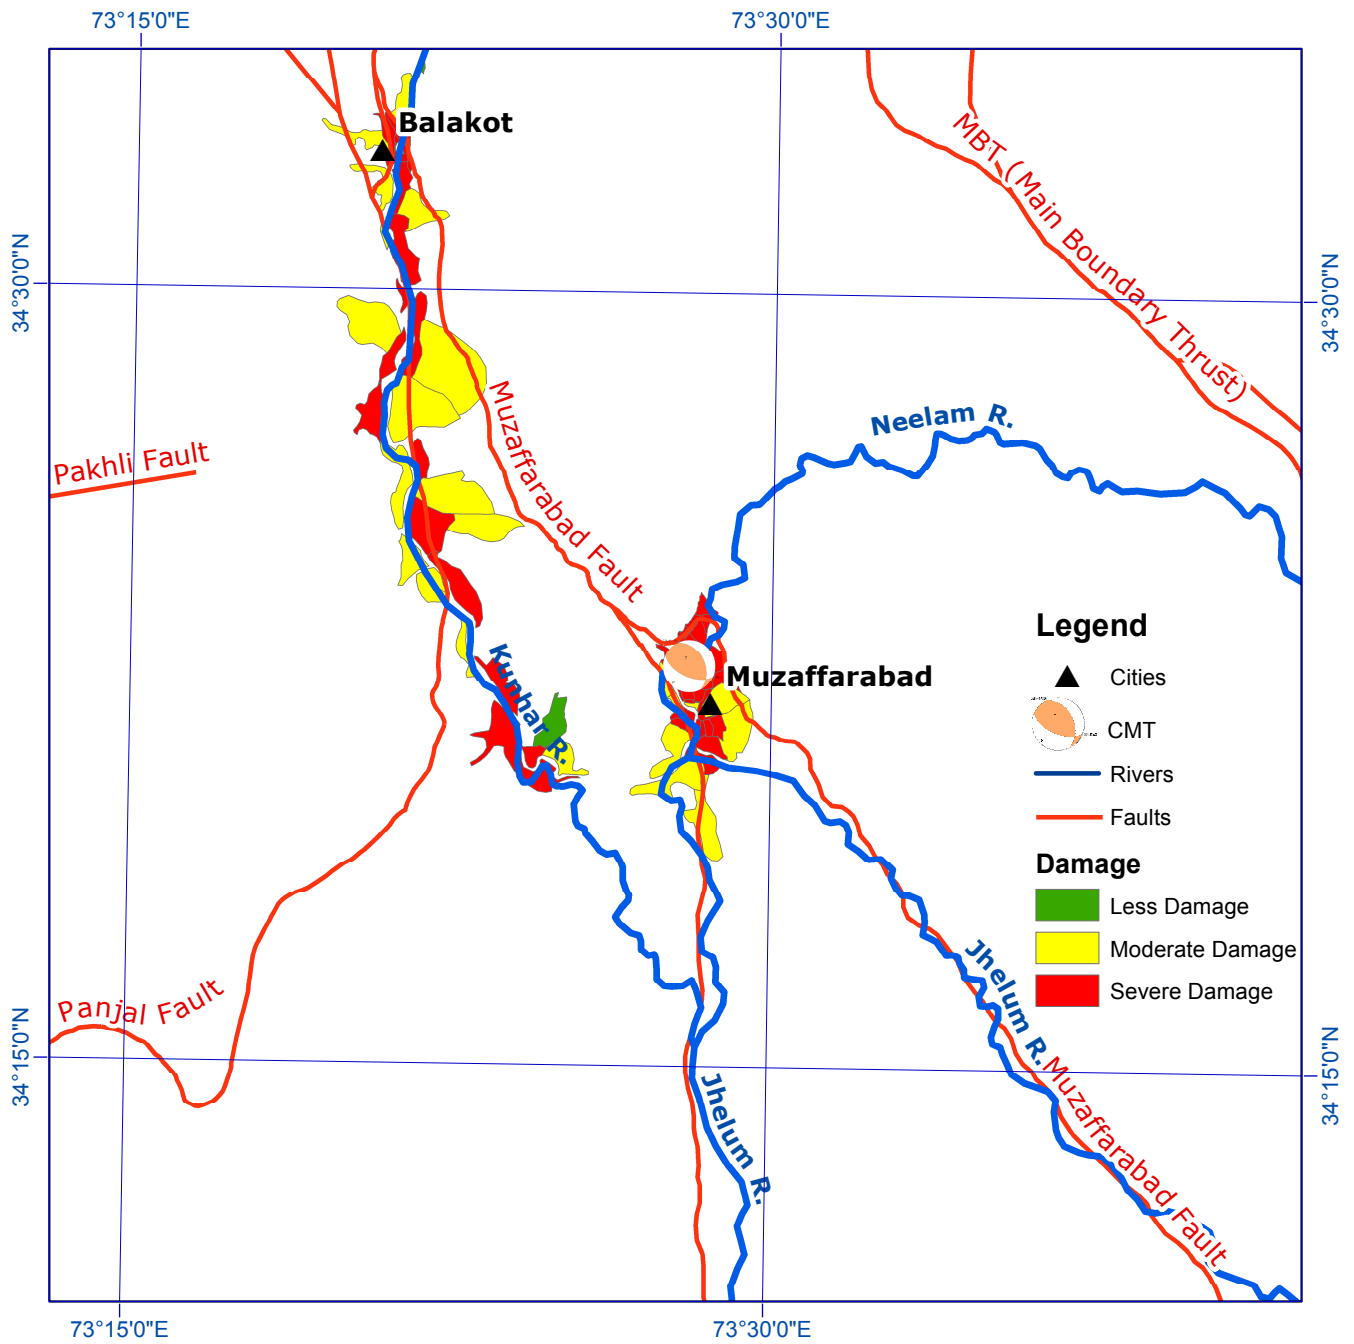 73°15'0"E
73°30'0"E
Balakot
MBT (Main Boundary Thrust)
34°30'0"N
34°30'0"N
Muzaffarabad Fault
Neelam R.
Pakhli Fault
Legend
Kunhar R.
Muzaffarabad
Cities
CMT
Rivers
Faults
Damage
Less Damage
Moderate Damage
Severe Damage
Jhelum R.
Panjal Fault
34°15'0"N
34°15'0"N
Jhelum R.
Muzaffarabad Fault
73°15'0"E
73°30'0"E